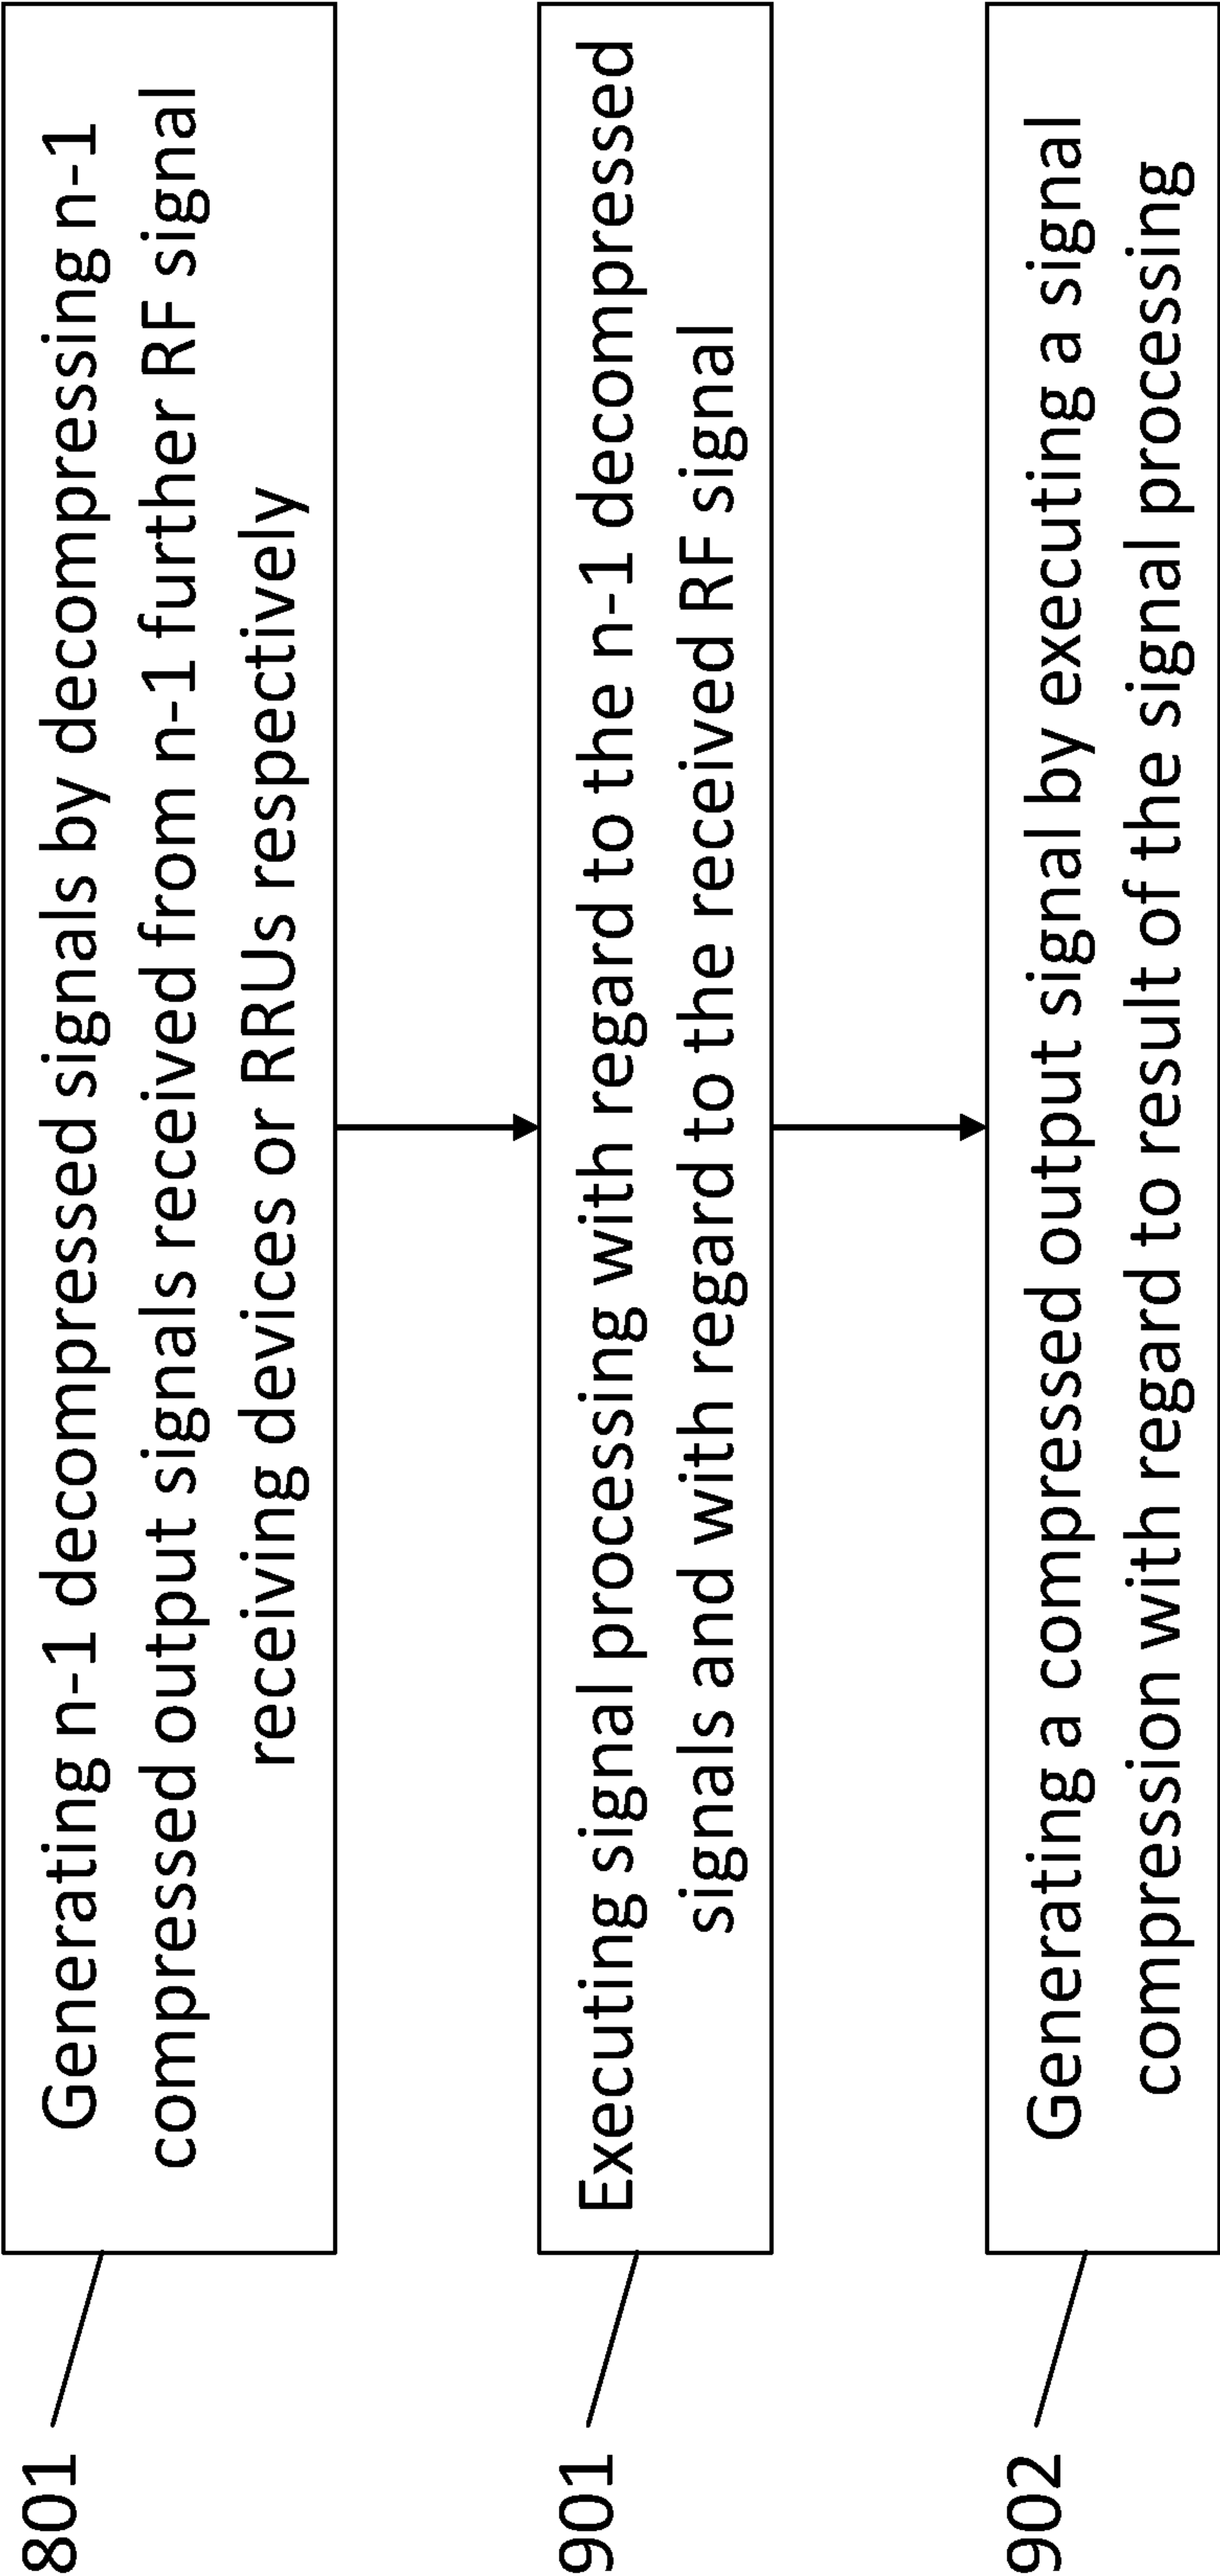 Generating n-1 decompressed signals by decompressing n-1
compressed output signals received from n-1 further RF signal
receiving devices or RRUs respectively
801
Executing signal processing with regard to the n-1 decompressed
signals and with regard to the received RF signal
901
Generating a compressed output signal by executing a signal
compression with regard to result of the signal processing
902